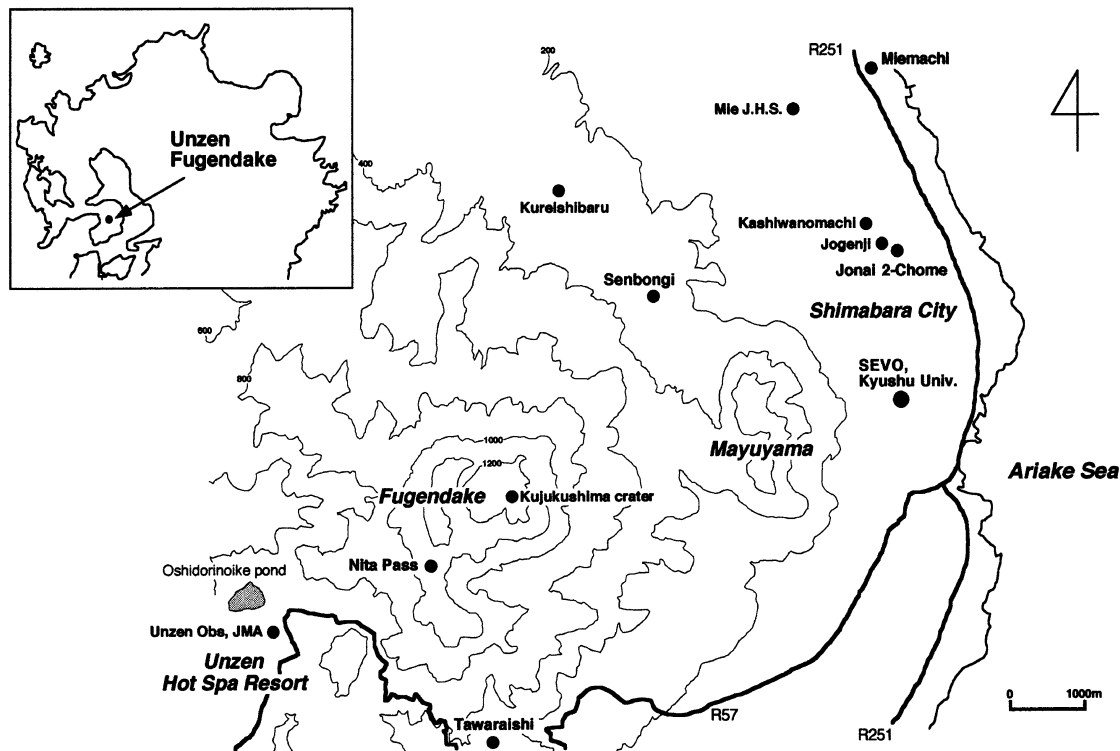 Unzen
Fugendake
200
R251
Miemachi
Mie J.H.S.
400
Kureishibaru
Kashiwanomachi
Jogenji
Jonai 2-Chome
Senbongi
Shimabara City
600
SEVO,
Kyushu Univ.
800
1000
Mayuyama
1200
Ariake Sea
Fugendake
Kujukushima crater
Nita Pass
Oshidorinoike pond
Unzen Obs, JMA
Unzen
Hot Spa Resort
0 1000m
R57
Tawaraishi
R251